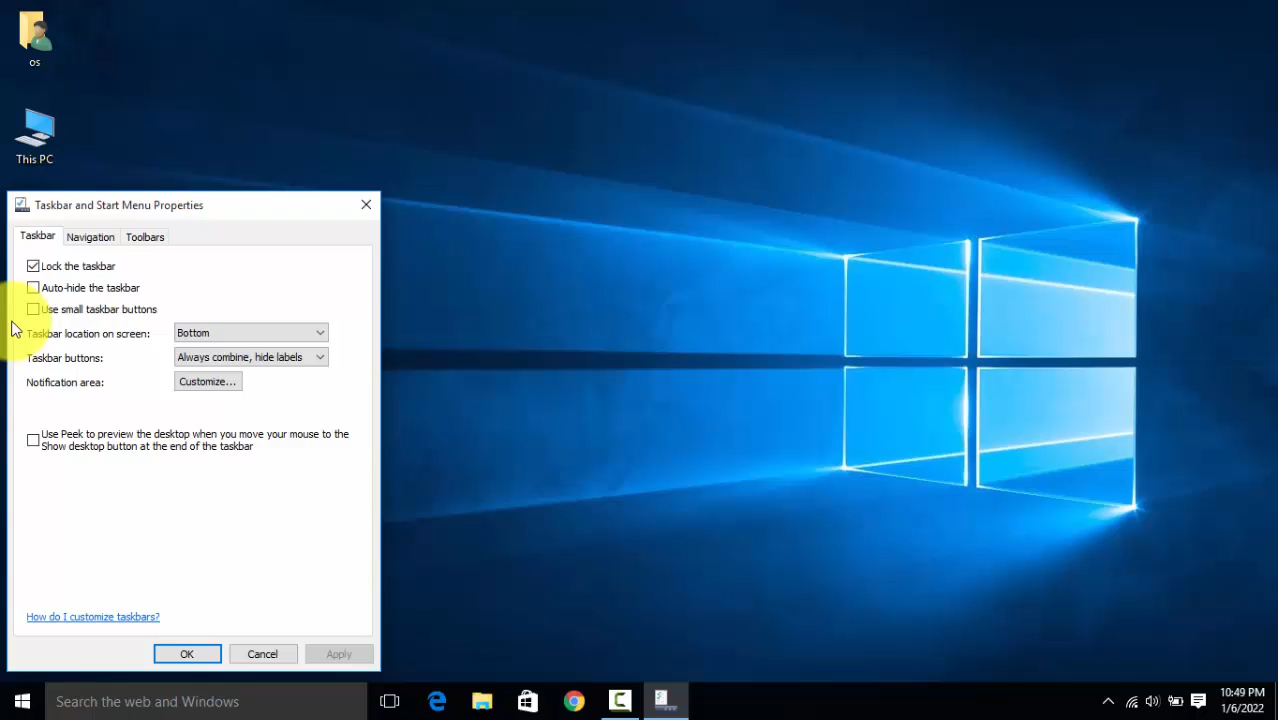 os
This PC
Taskbar and Start Menu Properties
Taskbar Navigation Toolbars
Lock the taskbar
Auto-hide the taskbar
Use small taskbar buttons
Taskbar location on screen: Bottom
Taskbar buttons: Always combine, hide labels
Notification area: Customize...
Use Peek to preview the desktop when you move your mouse to the
Show desktop button at the end of the taskbar
How do I customize taskbars?
OK Cancel Apply
Search the web and Windows
10:49 PM
1/6/2022